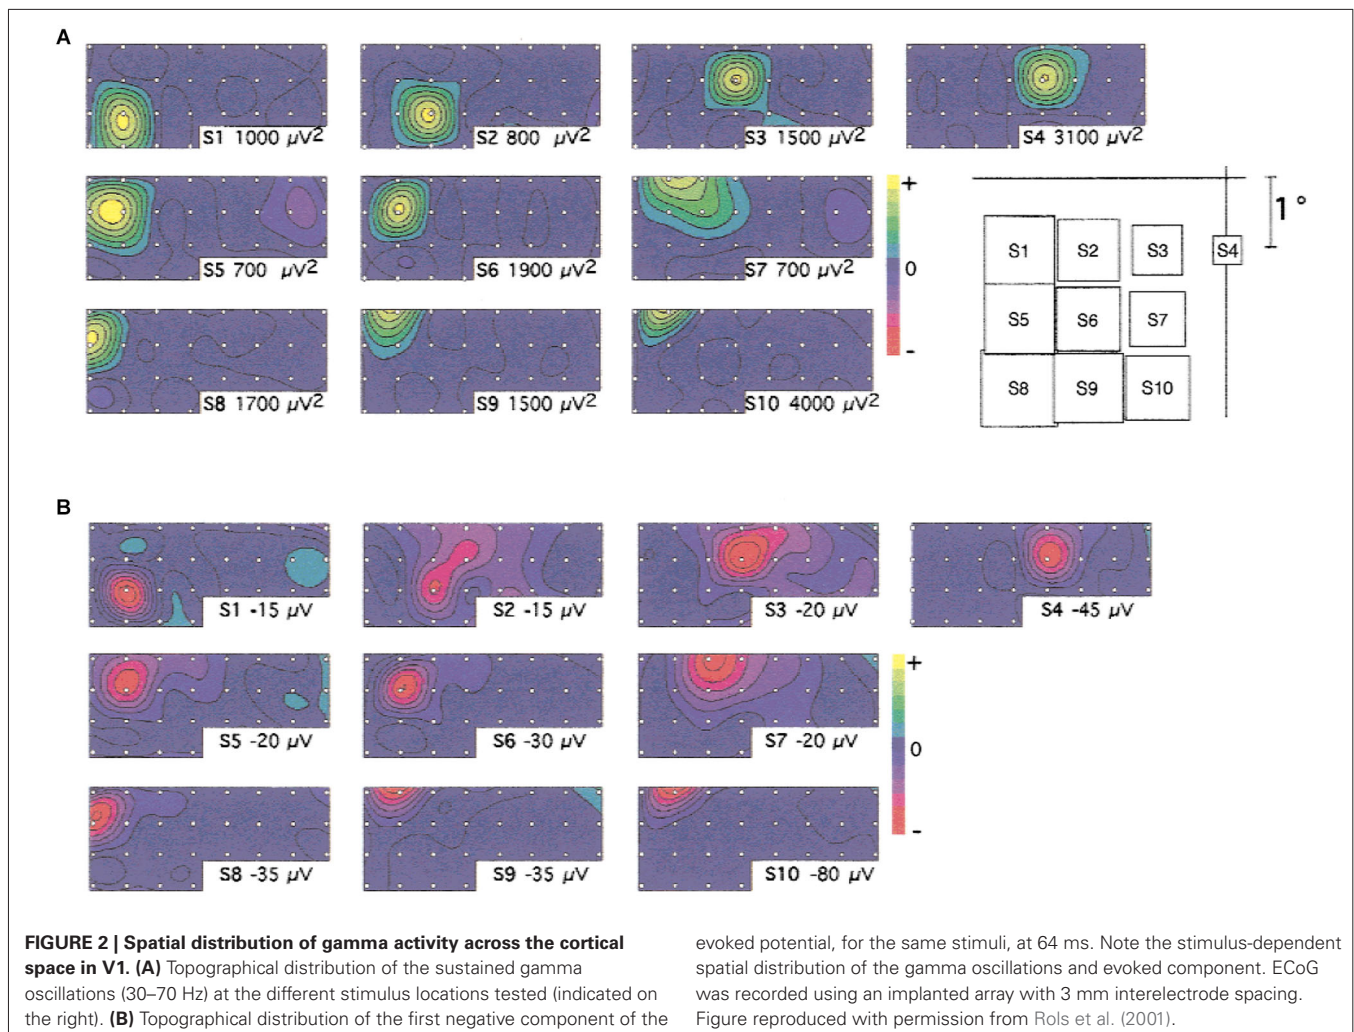 A
S1 1000 µV2
S2 800 µV2
S3 1500 µV2
S4 3100 µV2
S5 700 µV2
S6 1900 µV2
S7 700 µV2
+
0
-
S8 1700 µV2
S9 1500 µV2
S10 4000 µV2
1°
S1 S2 S3 S4
S5 S6 S7
S8 S9 S10
B
S1 -15 µV
S2 -15 µV
S3 -20 µV
S4 -45 µV
S5 -20 µV
S6 -30 µV
S7 -20 µV
+
0
-
S8 -35 µV
S9 -35 µV
S10 -80 µV
FIGURE 2 | Spatial distribution of gamma activity across the cortical
space in V1. (A) Topographical distribution of the sustained gamma
oscillations (30–70 Hz) at the different stimulus locations tested (indicated on
the right). (B) Topographical distribution of the first negative component of the
evoked potential, for the same stimuli, at 64 ms. Note the stimulus-dependent
spatial distribution of the gamma oscillations and evoked component. ECoG
was recorded using an implanted array with 3 mm interelectrode spacing.
Figure reproduced with permission from Rols et al. (2001).